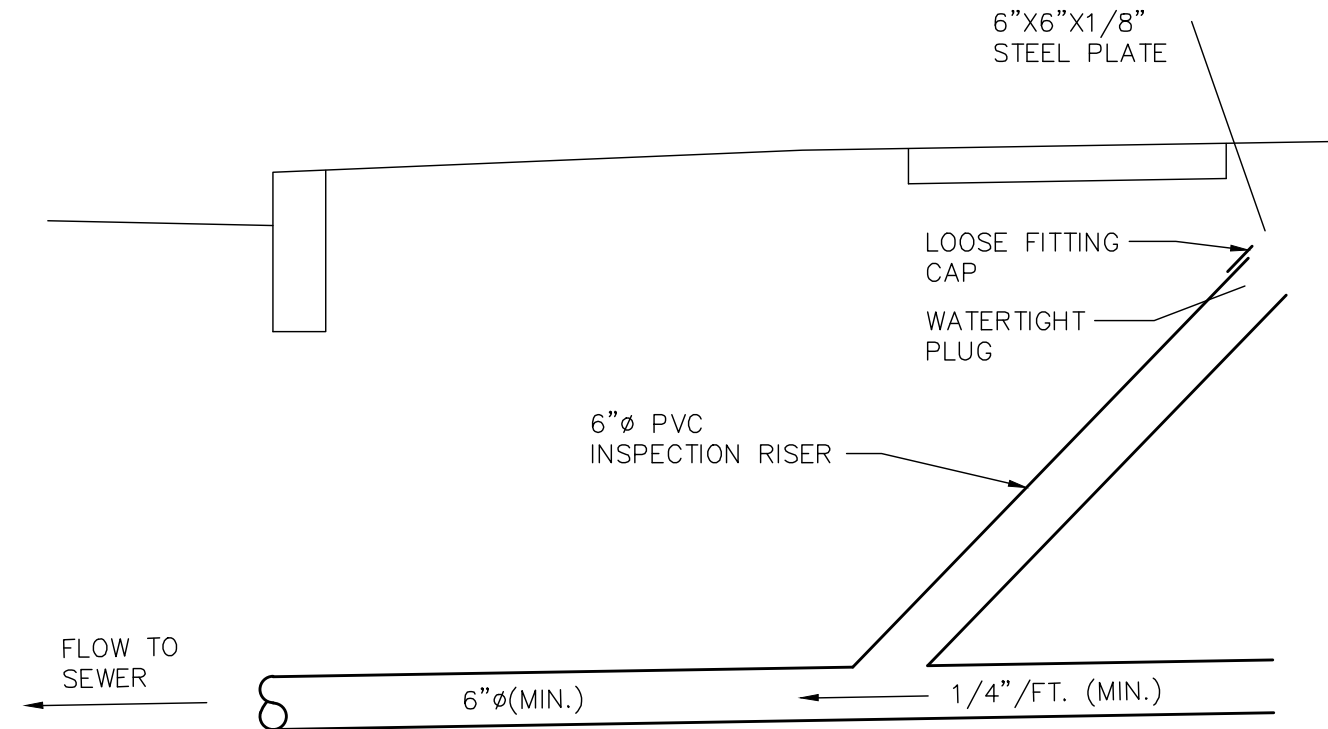 6"X6"X1/8"
STEEL PLATE
LOOSE FITTING
CAP
WATERTIGHT
PLUG
6"ø PVC
INSPECTION RISER
FLOW TO
SEWER
6"ø(MIN.)
1/4"/FT. (MIN.)